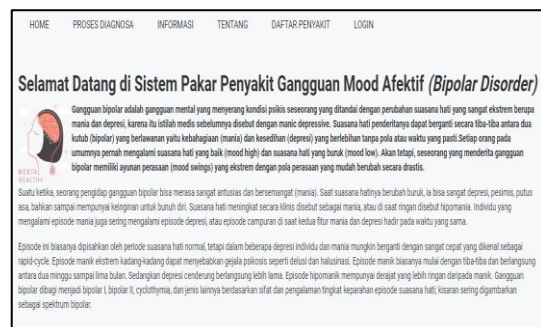 HOME PROSES DIAGNOSA INFORMASI TENTANG DAFTAR PENYAKIT LOGIN
Selamat Datang di Sistem Pakar Penyakit Gangguan Mood Afektif (Bipolar Disorder)
Gangguan bipolar adalah gangguan mental yang menyerang kondisi psikis seseorang yang ditandai dengan perubahan suasana hati yang sangat ekstrem berupa
mania dan depresi, karena itu istilah medis sebelumnya disebut dengan manic depressive. Suasana hati penderitanya dapat berganti secara tiba-tiba antara dua
kutub (bipolar) yang berlawanan yaitu kebahagiaan (mania) dan kesedihan (depresi) yang berlebihan tanpa pola atau waktu yang pasti.Setiap orang pada
umumnya pernah mengalami suasana hati yang baik (mood high) dan suasana hati yang buruk (mood low). Akan tetapi, seseorang yang menderita gangguan
bipolar memiliki ayunan perasaan (mood swings) yang ekstrem dengan pola perasaan yang mudah berubah secara drastis.
MENTAL
HEALTH+
Suatu ketika, seorang pengidap gangguan bipolar bisa merasa sangat antusias dan bersemangat (mania). Saat suasana hatinya berubah buruk, ia bisa sangat depresi, pesimis, putus
asa, bahkan sampai mempunyai keinginan untuk bunuh diri. Suasana hati meningkat secara klinis disebut sebagai mania, atau di saat ringan disebut hipomania. Individu yang
mengalami episode mania juga sering mengalami episode depresi, atau episode campuran di saat kedua fitur mania dan depresi hadir pada waktu yang sama.
Episode ini biasanya dipisahkan oleh periode suasana hati normal, tetapi dalam beberapa depresi individu dan mania mungkin berganti dengan sangat cepat yang dikenal sebagai
rapid-cycle. Episode manik ekstrem kadang-kadang dapat menyebabkan gejala psikosis seperti delusi dan halusinasi. Episode manik biasanya mulai dengan tiba-tiba dan berlangsung
antara dua minggu sampai lima bulan. Sedangkan depresi cenderung berlangsung lebih lama. Episode hipomanik mempunyai derajat yang lebih ringan daripada manik. Gangguan
bipolar dibagi menjadi bipolar I, bipolar II, cyclothymia, dan jenis lainnya berdasarkan sifat dan pengalaman tingkat keparahan episode suasana hati; kisaran sering digambarkan
sebagai spektrum bipolar.